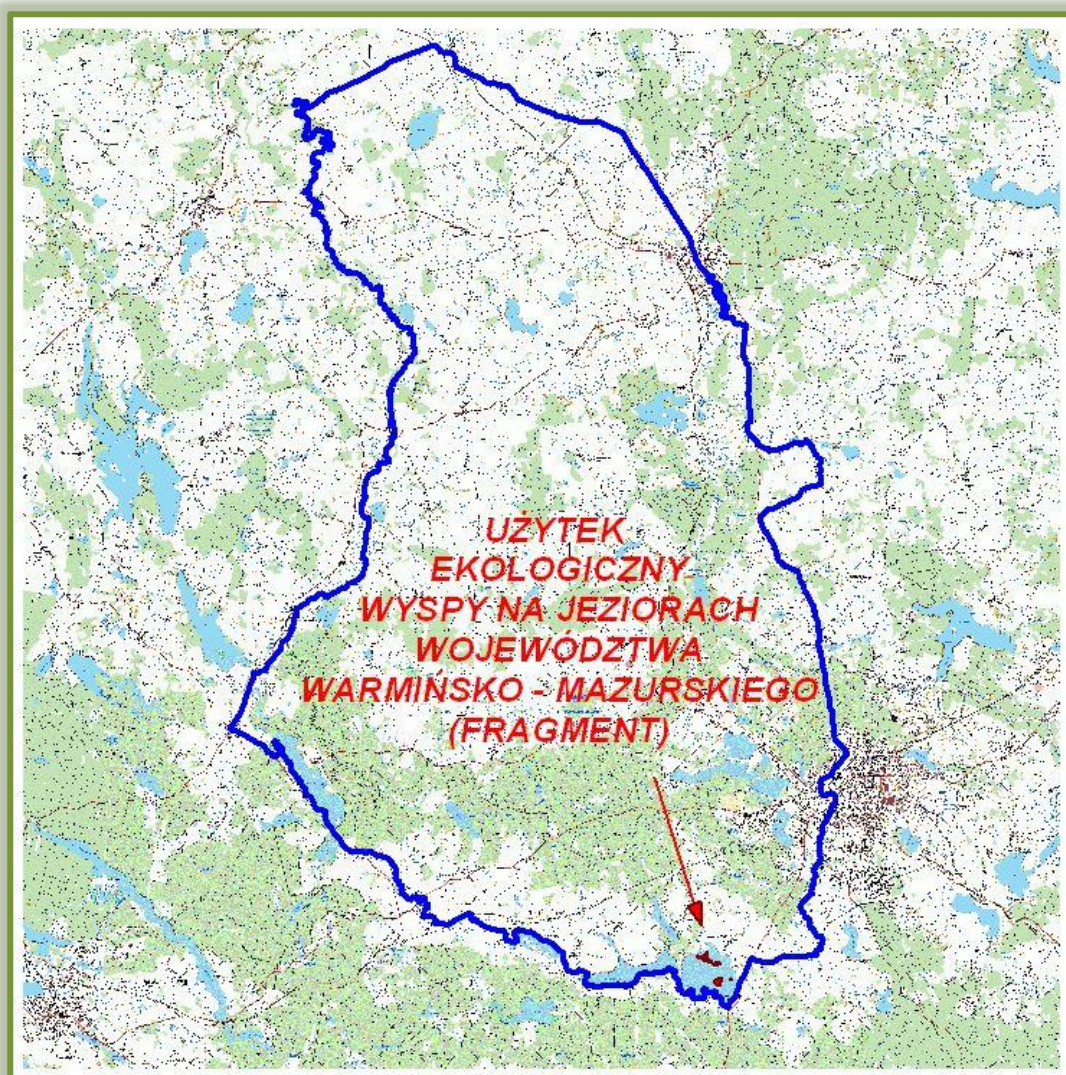 UŻYTEK
EKOLOGICZNY
WYSPY NA JEZIORACH
WOJEWÓDZTWA
WARMIŃSKO - MAZURSKIEGO
(FRAGMENT)